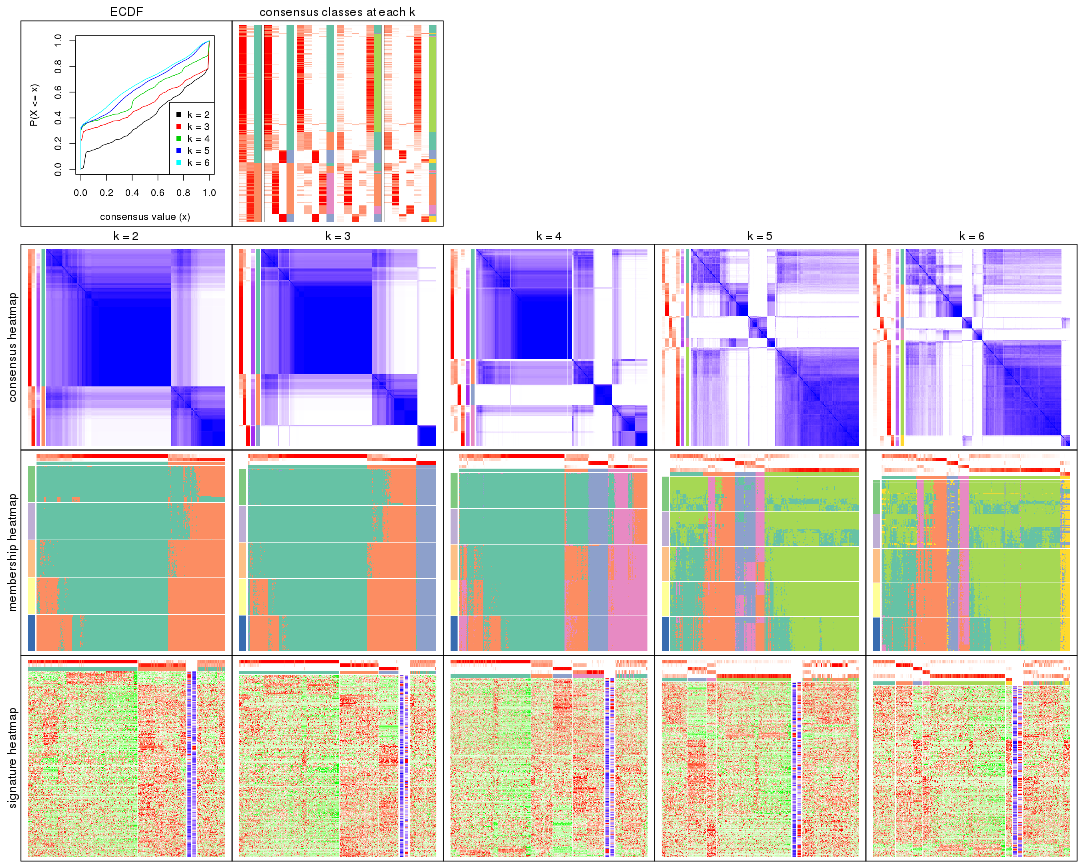 ECDF
consensus classes at each k
P(X <= x)
0.0 0.2 0.4 0.6 0.8 1.0
k = 2
k = 3
k = 4
k = 5
k = 6
0.0 0.2 0.4 0.6 0.8 1.0
consensus value (x)
k = 2 k = 3 k = 4 k = 5 k = 6
consensus heatmap
membership heatmap
signature heatmap